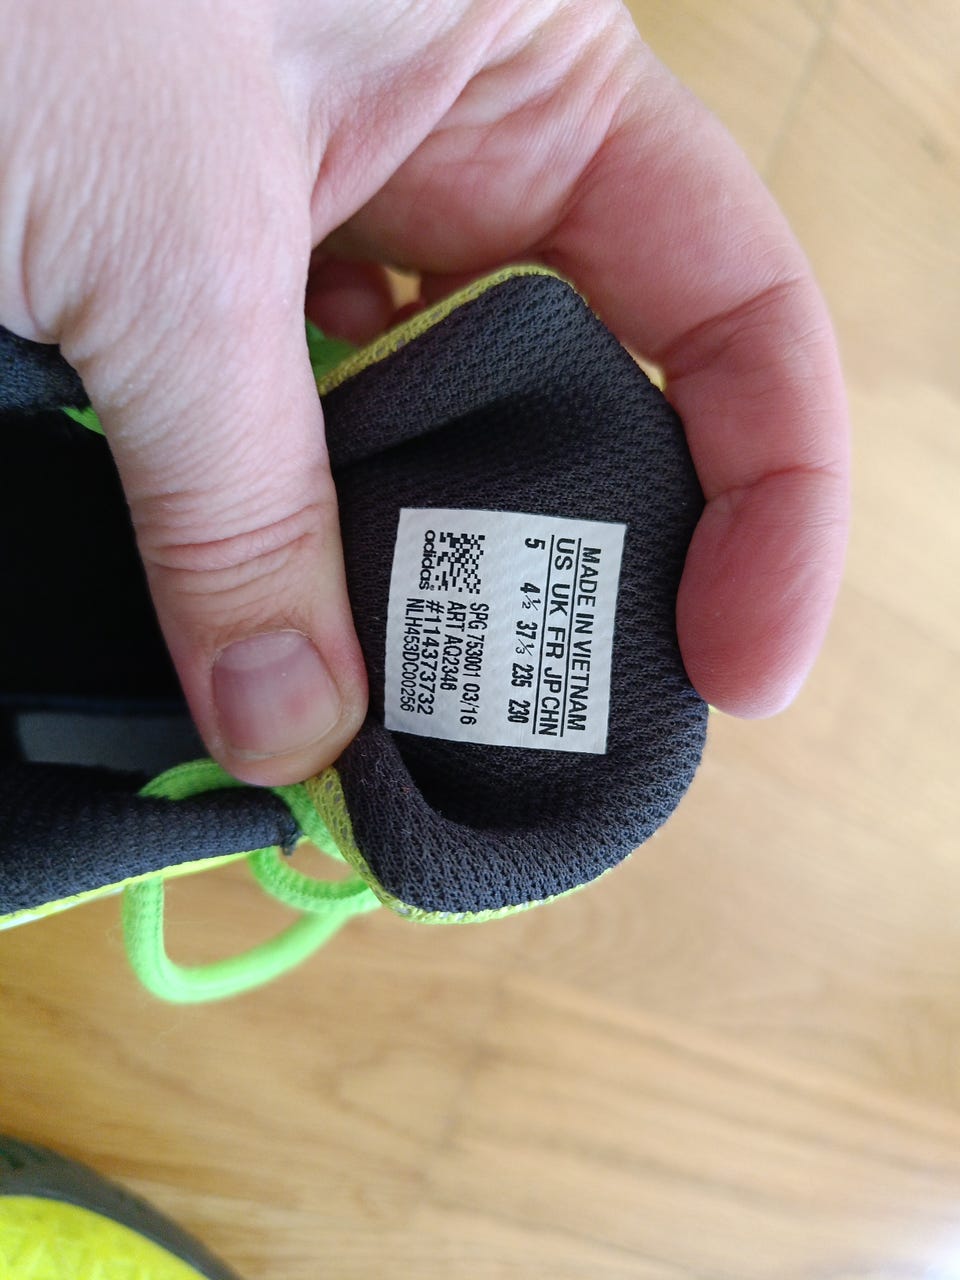 MADE IN VIETNAM
US UK FR JP CHN
5 4½ 37⅓ 235 230
adidas
SPG 753001 03/16
ART AQ2346
#114373732
NLH453DC00256